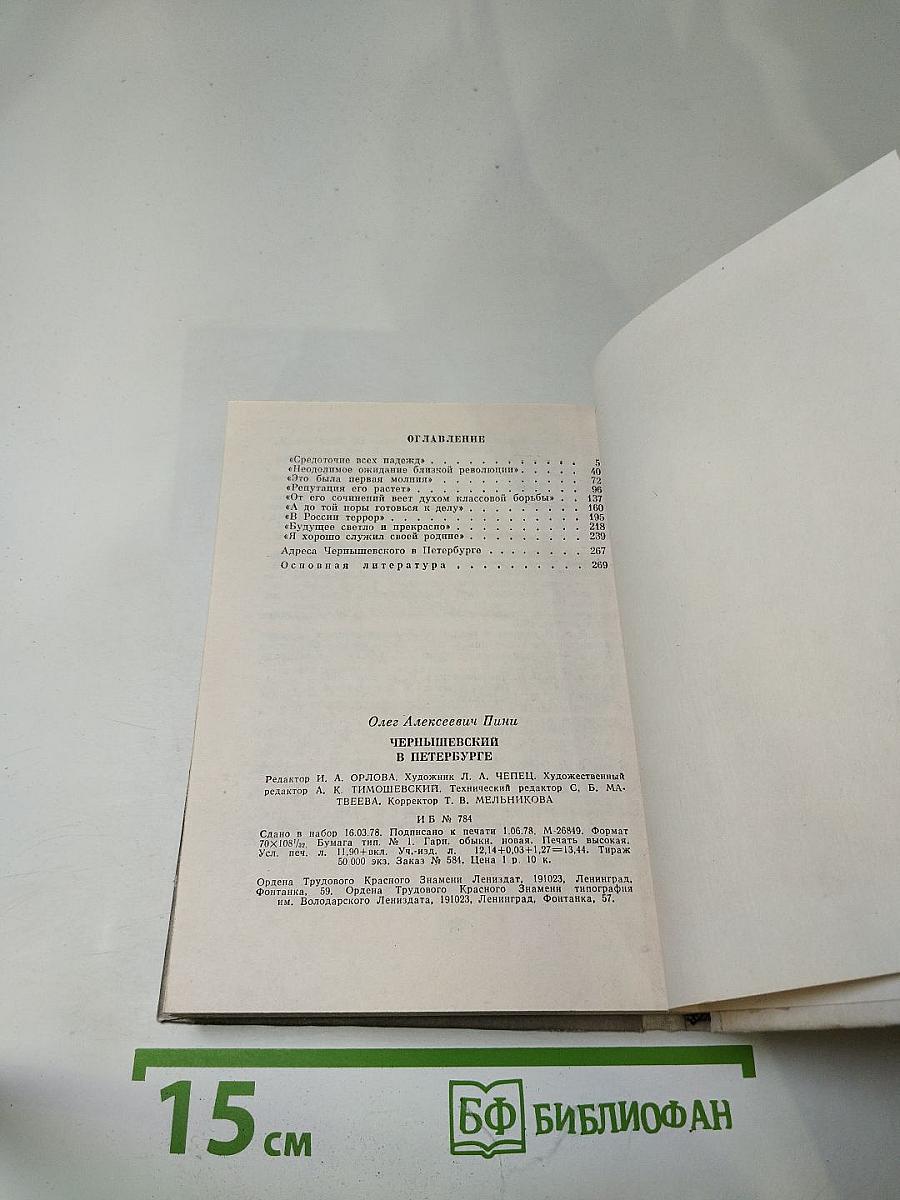 ОГЛАВЛЕНИЕ
«Средоточие всех надежд» . . . . . . . . . . . . 5
«Неодолимое ожидание близкой революции» . . . . . 40
«Это была первая молния» . . . . . . . . . . . 72
«Репутация его растет» . . . . . . . . . . . . 96
«От его сочинений веет духом классовой борьбы» . . 137
«А до той поры готовься к делу» . . . . . . . . . 160
«В России террор» . . . . . . . . . . . . . . 195
«Будущее светло и прекрасно» . . . . . . . . . . 218
«Я хорошо служил своей родине» . . . . . . . . . 239
Адреса Чернышевского в Петербурге . . . . . . . . 267
Основная литература . . . . . . . . . . 269
Олег Алексеевич Пини
ЧЕРНЫШЕВСКИЙ
В ПЕТЕРБУРГЕ
Редактор И. А. ОРЛОВА. Художник Л. А. ЧЕПЕЦ. Художественный
редактор А. К. ТИМОШЕВСКИЙ. Технический редактор С. Б. МА-
ТВЕЕВА. Корректор Т. В. МЕЛЬНИКОВА
ИБ № 784
Сдано в набор 16.03.78. Подписано к печати 1.06.78. М-26849. Формат
70×108¹/₃₂. Бумага тип. № 1. Гарн. обыкн. новая. Печать высокая.
Усл. печ. л. 11,90+вкл. Уч.-изд. л. 12,14+0,03+1,27=13,44. Тираж
50 000 экз. Заказ № 584. Цена 1 р. 10 к.
Ордена Трудового Красного Знамени Лениздат, 191023, Ленинград,
Фонтанка, 59. Ордена Трудового Красного Знамени типография
им. Володарского Лениздата, 191023, Ленинград, Фонтанка, 57.
15 см
БФ БИБЛИОФАН